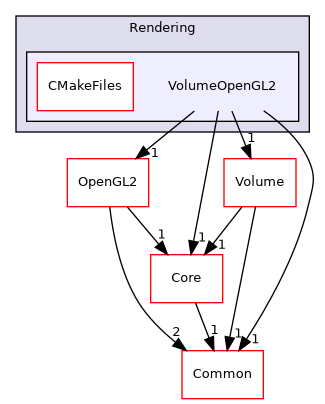 Rendering
CMakeFiles
VolumeOpenGL2
1
1
OpenGL2
Volume
1
1
1
Core
2
1
1
1
Common